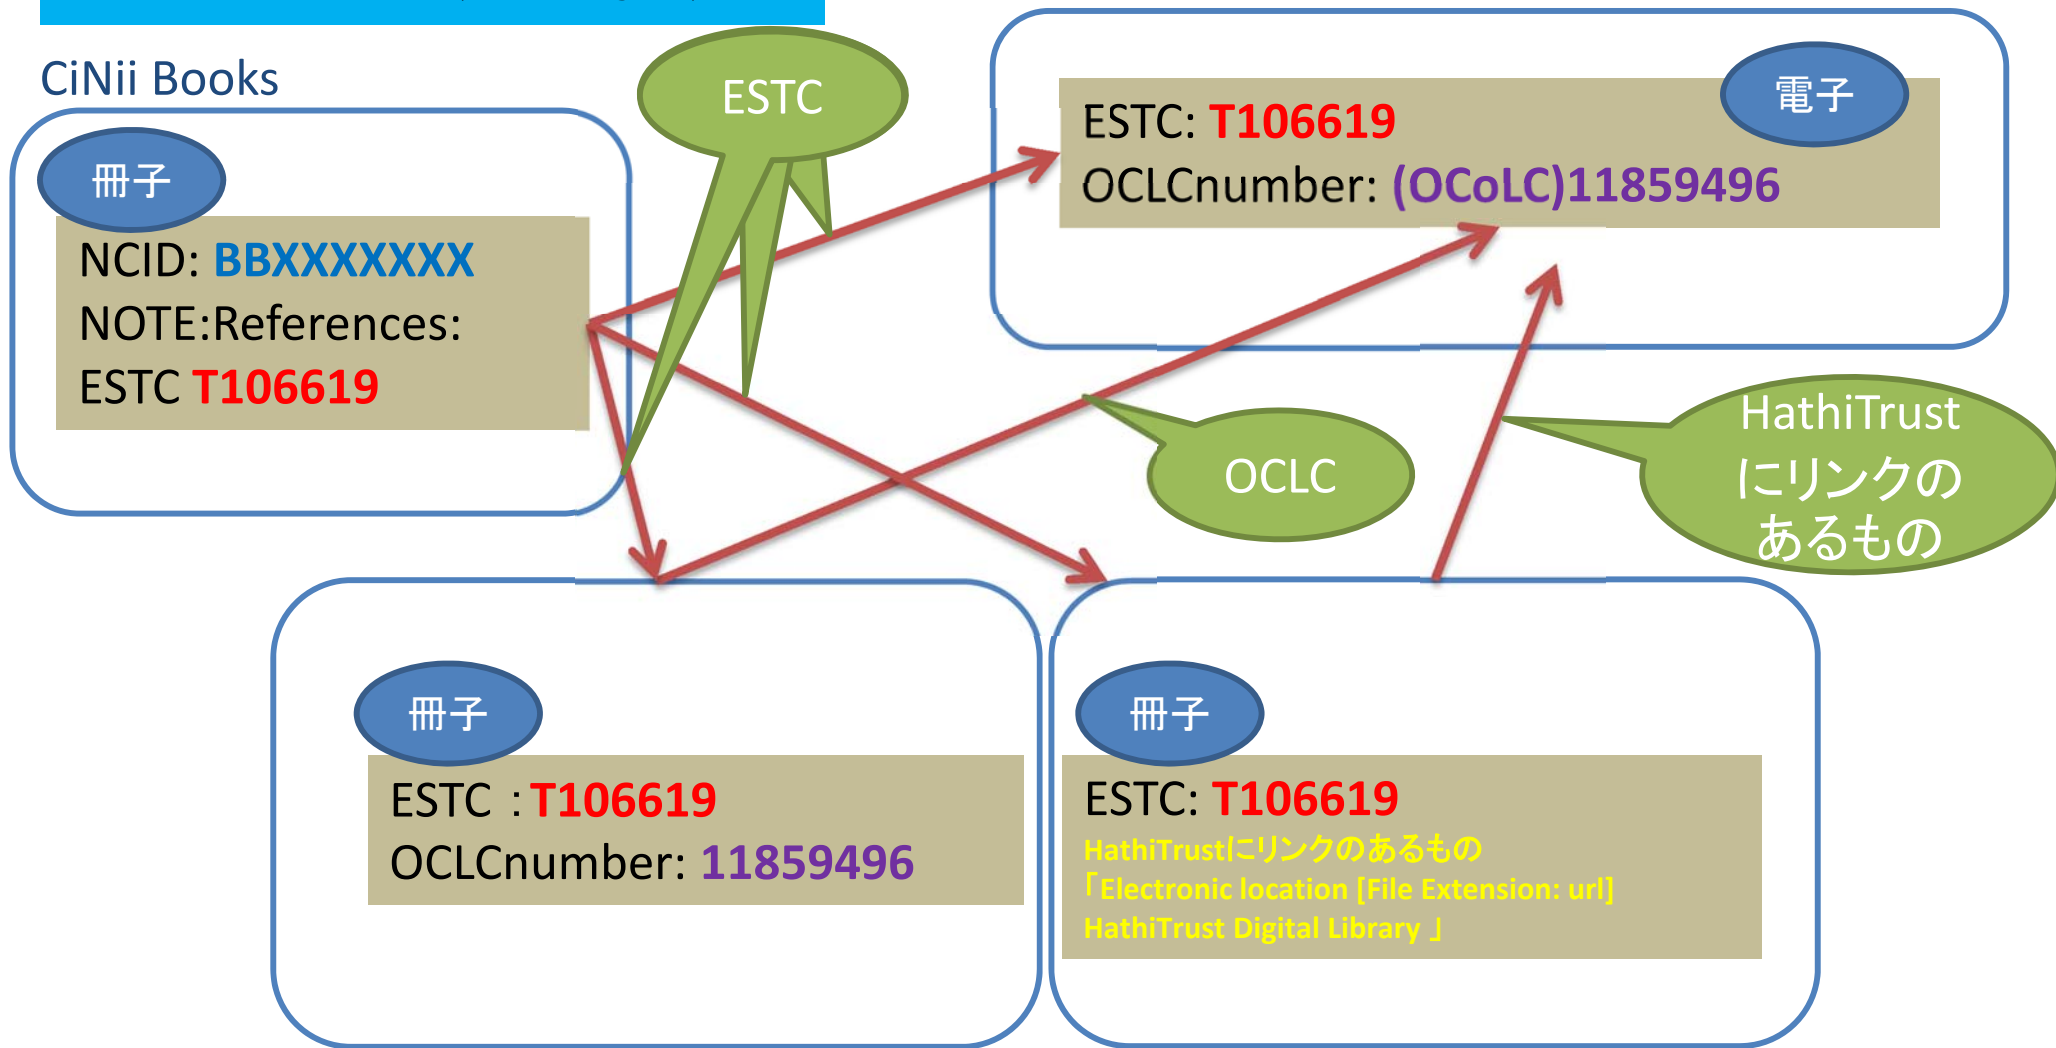 CiNii Books
冊子
NCID: BBXXXXXXX
NOTE:References:
ESTC T106619
ESTC
電子
ESTC: T106619
OCLCnumber: (OCoLC)11859496
OCLC
HathiTrust
にリンクの
あるもの
冊子
ESTC : T106619
OCLCnumber: 11859496
冊子
ESTC: T106619
HathiTrustにリンクのあるもの
「Electronic location [File Extension: url]
HathiTrust Digital Library 」